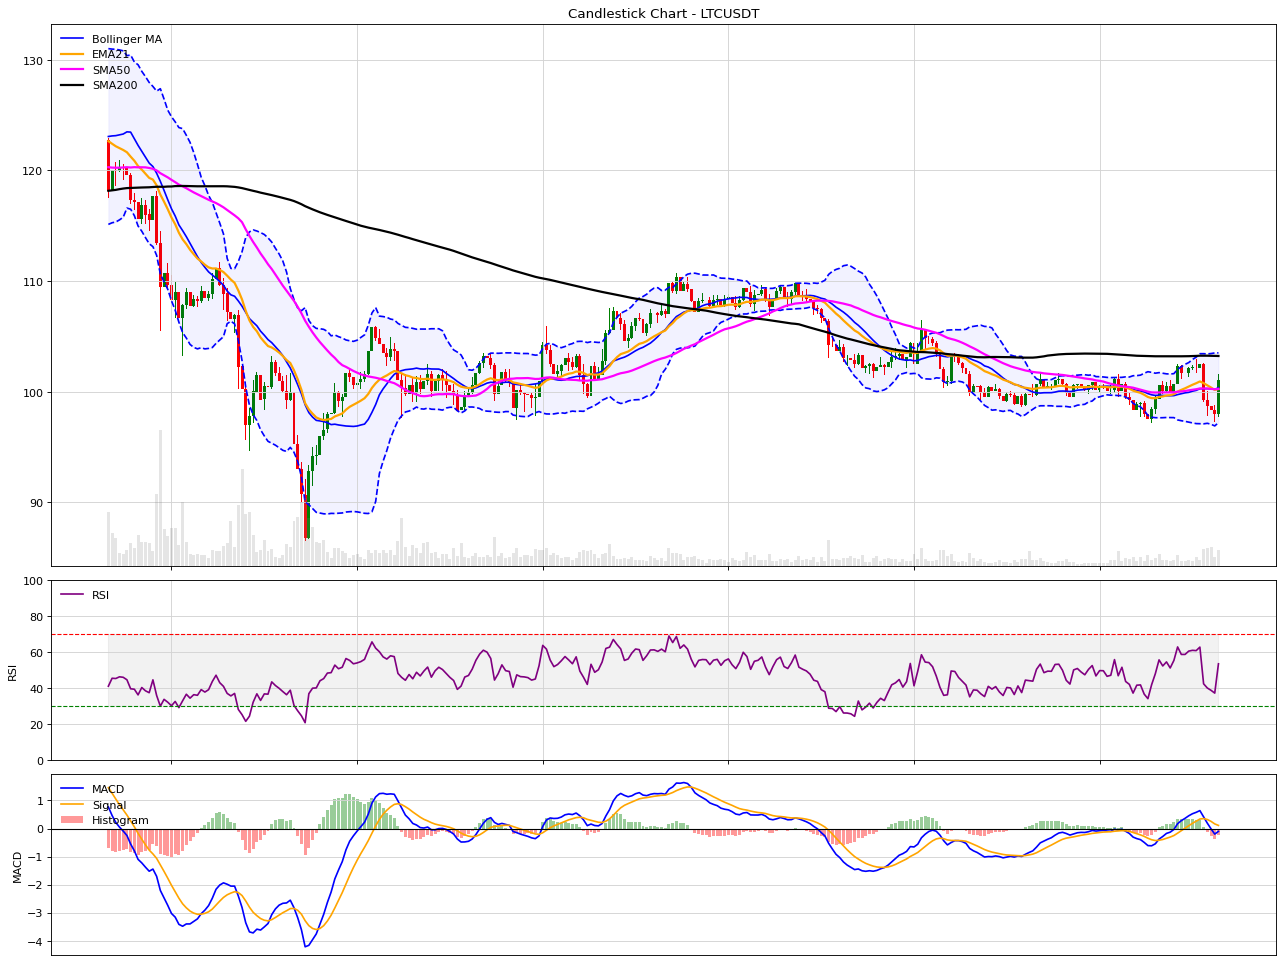 Candlestick Chart - LTCUSDT
Bollinger MA
EMA21
SMA50
SMA200
130
120
110
100
90
RSI
100
80
60
40
20
0
RSI
MACD
Signal
Histogram
1
0
−1
−2
−3
−4
MACD